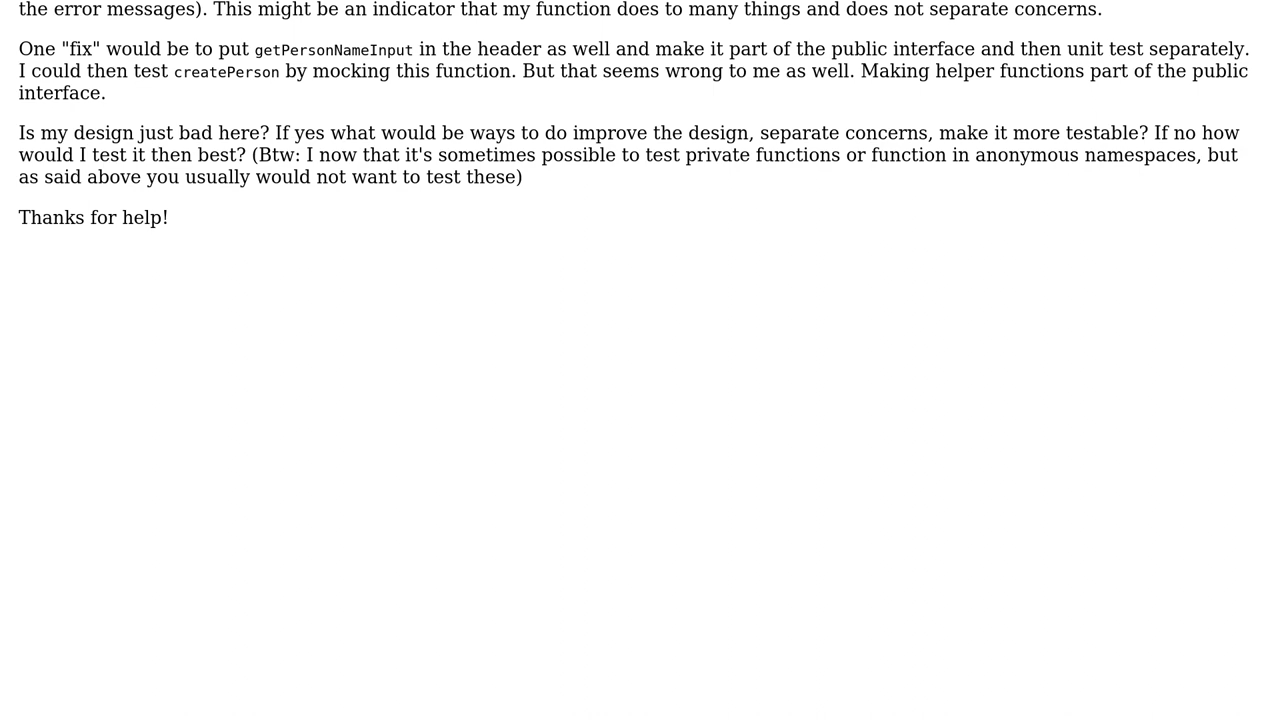 the error messages). This might be an indicator that my function does to many things and does not separate concerns.
One "fix" would be to put getPersonNameInput in the header as well and make it part of the public interface and then unit test separately.
I could then test createPerson by mocking this function. But that seems wrong to me as well. Making helper functions part of the public
interface.
Is my design just bad here? If yes what would be ways to do improve the design, separate concerns, make it more testable? If no how
would I test it then best? (Btw: I now that it's sometimes possible to test private functions or function in anonymous namespaces, but
as said above you usually would not want to test these)
Thanks for help!